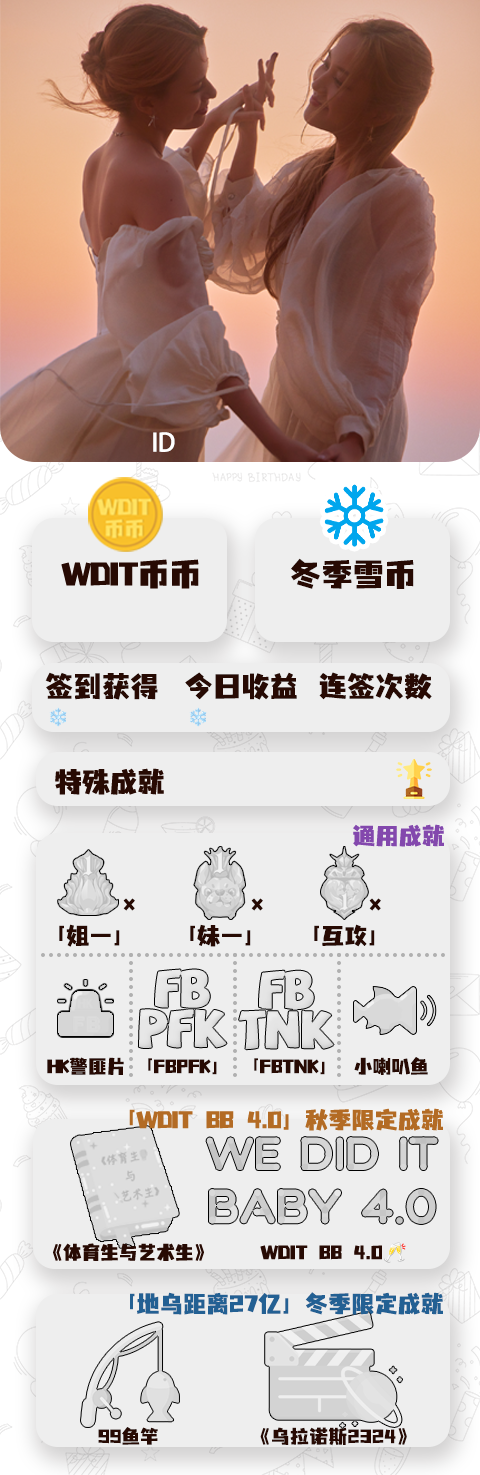 ID
HAPPY BIRTHDAY
WDIT
币币
WDIT币币
冬季雪币
签到获得 今日收益 连签次数
特殊成就
通用成就
1 × 1 × 1 ×
「姐一」 「妹一」 「互攻」
FB PFK FB TNK
HK警匪片 「FBPFK」 「FBTNK」 小喇叭鱼
「WDIT BB 4.0」秋季限定成就
《体育王 与 艺术王》
WE DID IT
BABY 4.0
《体育生与艺术生》 WDIT BB 4.0
「地乌距离27亿」冬季限定成就
99鱼竿 《乌拉诺斯2324》